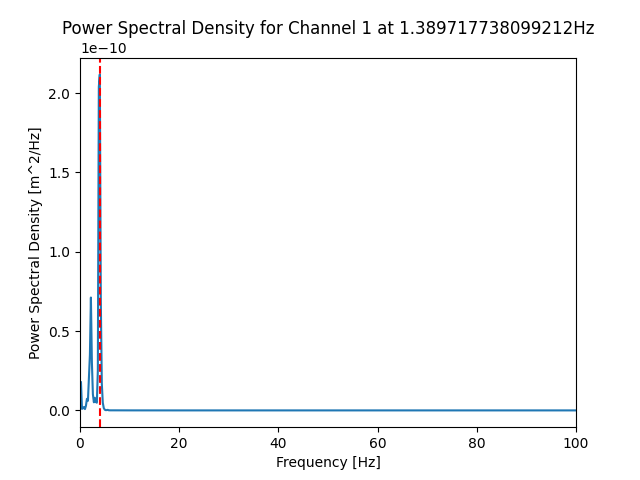 Power Spectral Density for Channel 1 at 1.389717738099212Hz
1e−10
2.0
1.5
1.0
0.5
0.0
Power Spectral Density [m^2/Hz]
0 20 40 60 80 100
Frequency [Hz]